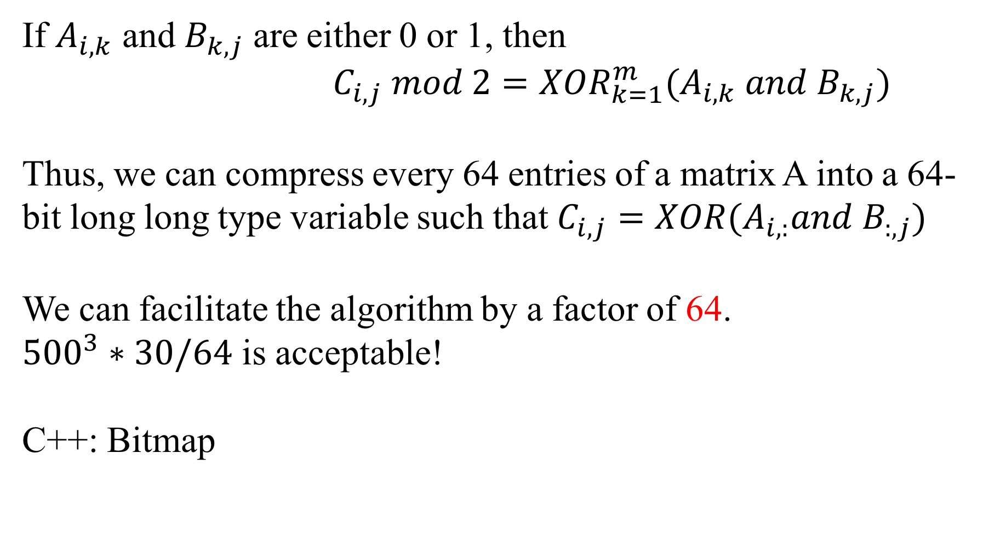 If A_{i,k} and B_{k,j} are either 0 or 1, then
C_{i,j} mod 2 = XOR_{k=1}^{m}(A_{i,k} and B_{k,j})
Thus, we can compress every 64 entries of a matrix A into a 64-
bit long long type variable such that C_{i,j} = XOR(A_{i,:} and B_{:,j})
We can facilitate the algorithm by a factor of 64.
500^3 * 30/64 is acceptable!
C++: Bitmap